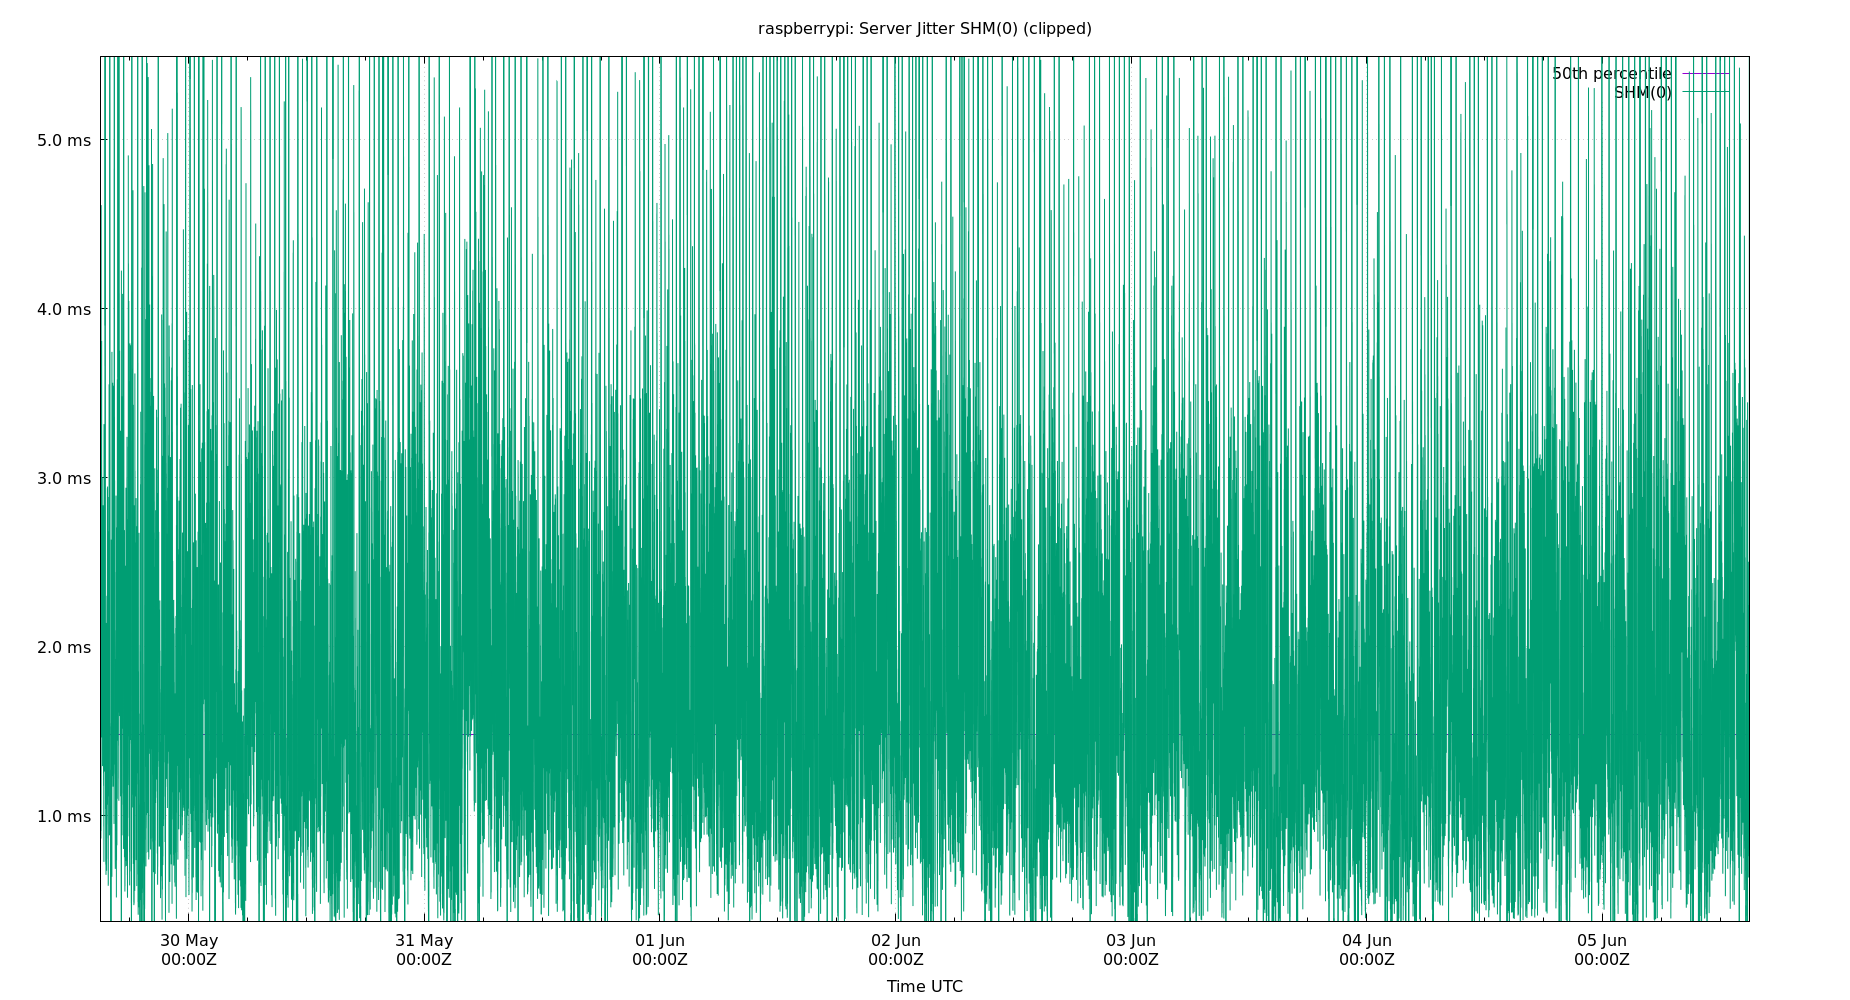 raspberrypi: Server Jitter SHM(0) (clipped)
50th percentile
SHM(0)
5.0 ms
4.0 ms
3.0 ms
2.0 ms
1.0 ms
30 May 31 May 01 Jun 02 Jun 03 Jun 04 Jun 05 Jun
00:00Z 00:00Z 00:00Z 00:00Z 00:00Z 00:00Z 00:00Z
Time UTC